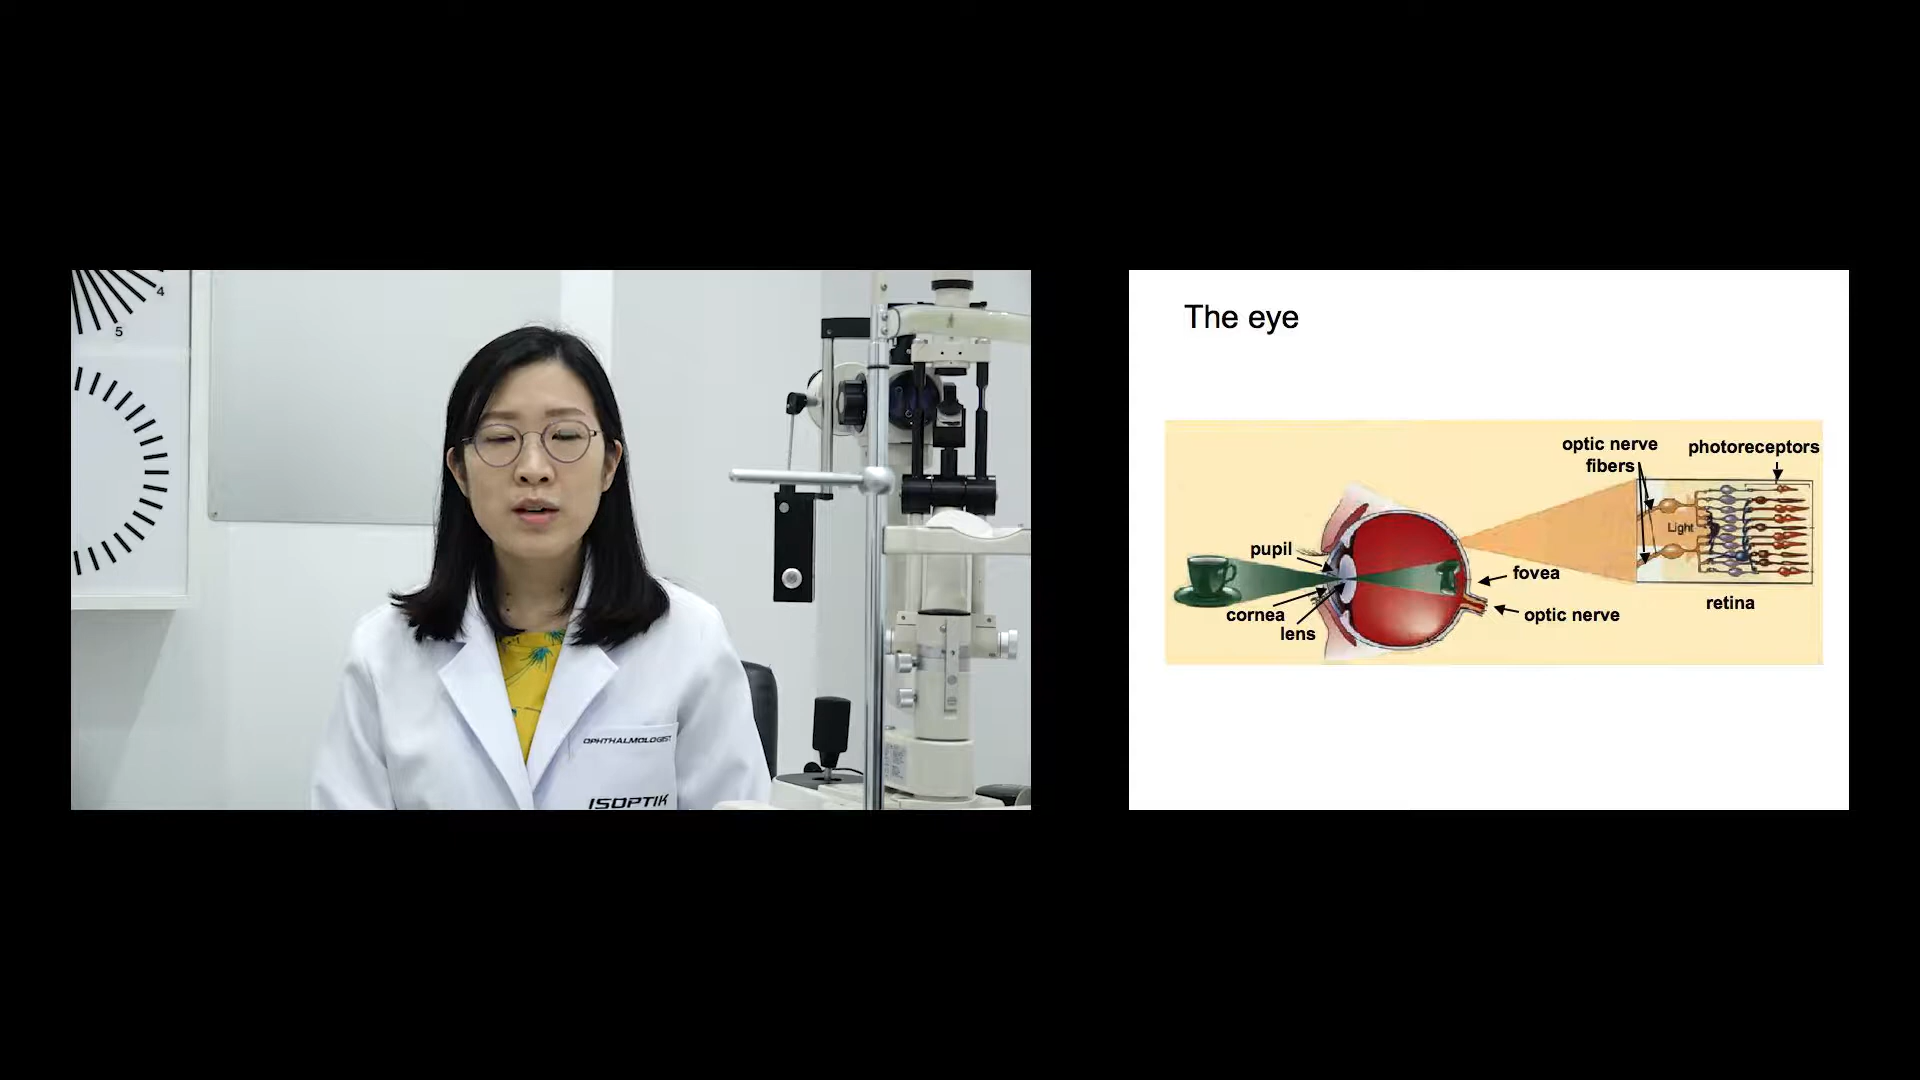 4
5
OPHTHALMOLOGIST
ISOPTIK
The eye
optic nerve
fibers
photoreceptors
Light
pupil
fovea
cornea
optic nerve
lens
retina